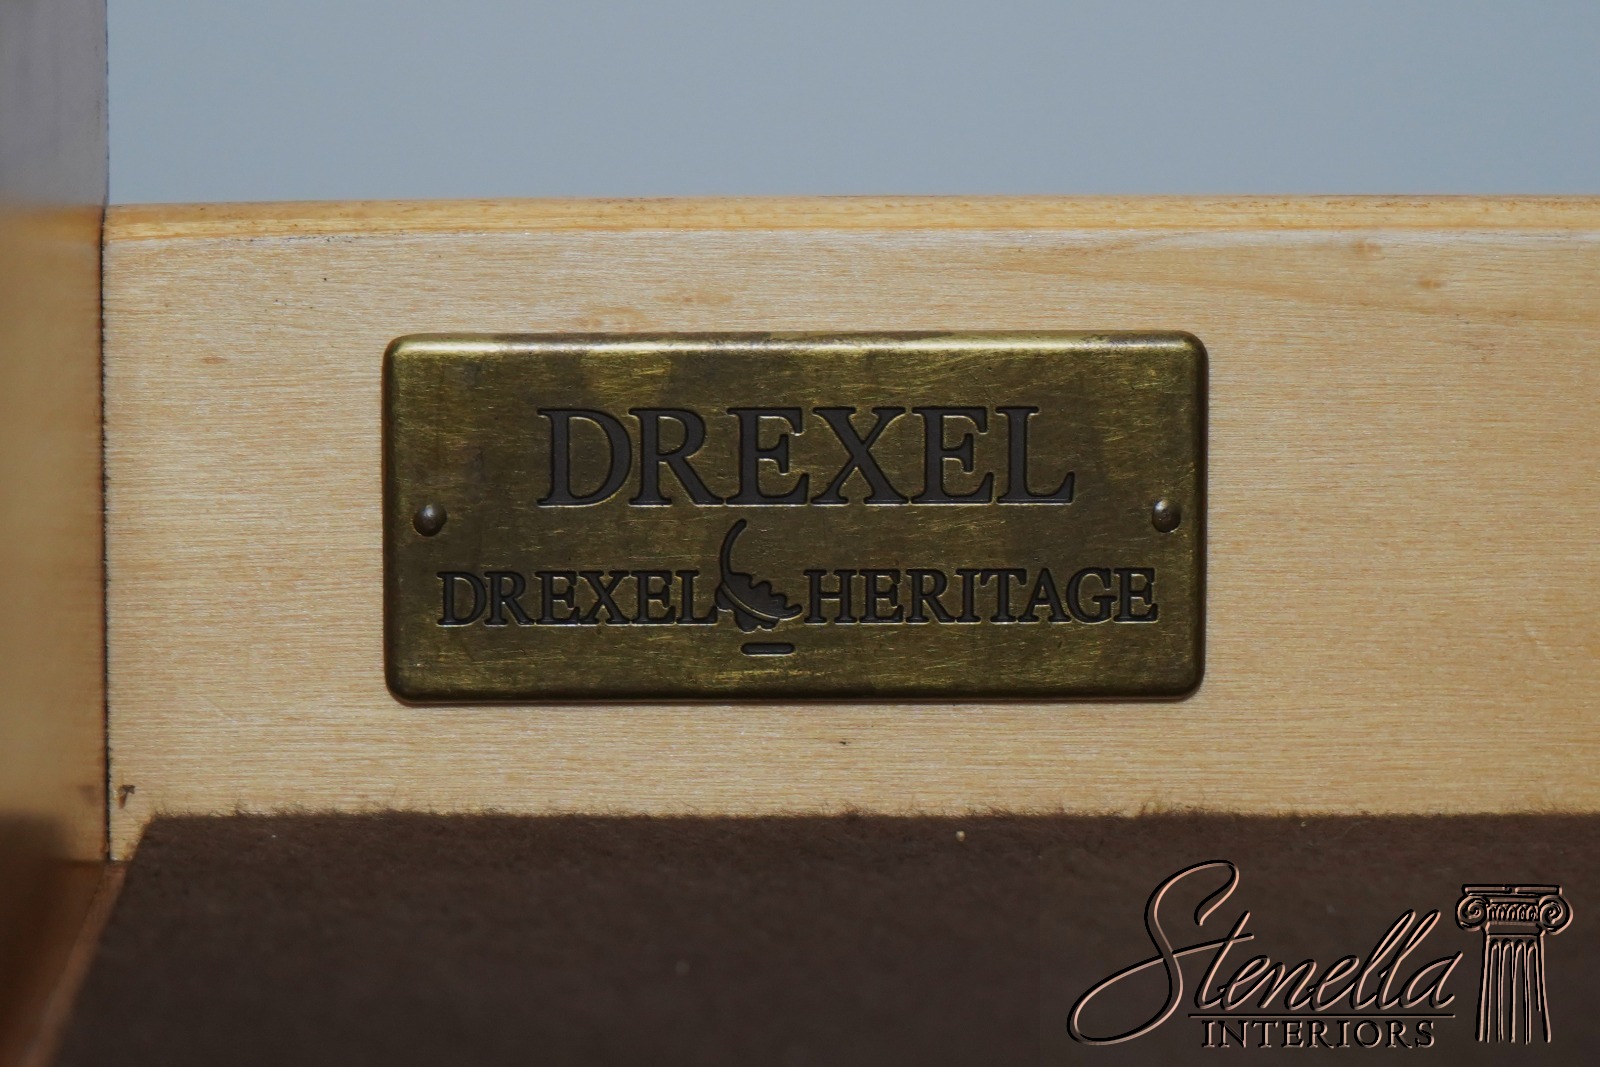 DREXEL
DREXEL HERITAGE
Stenella
INTERIORS